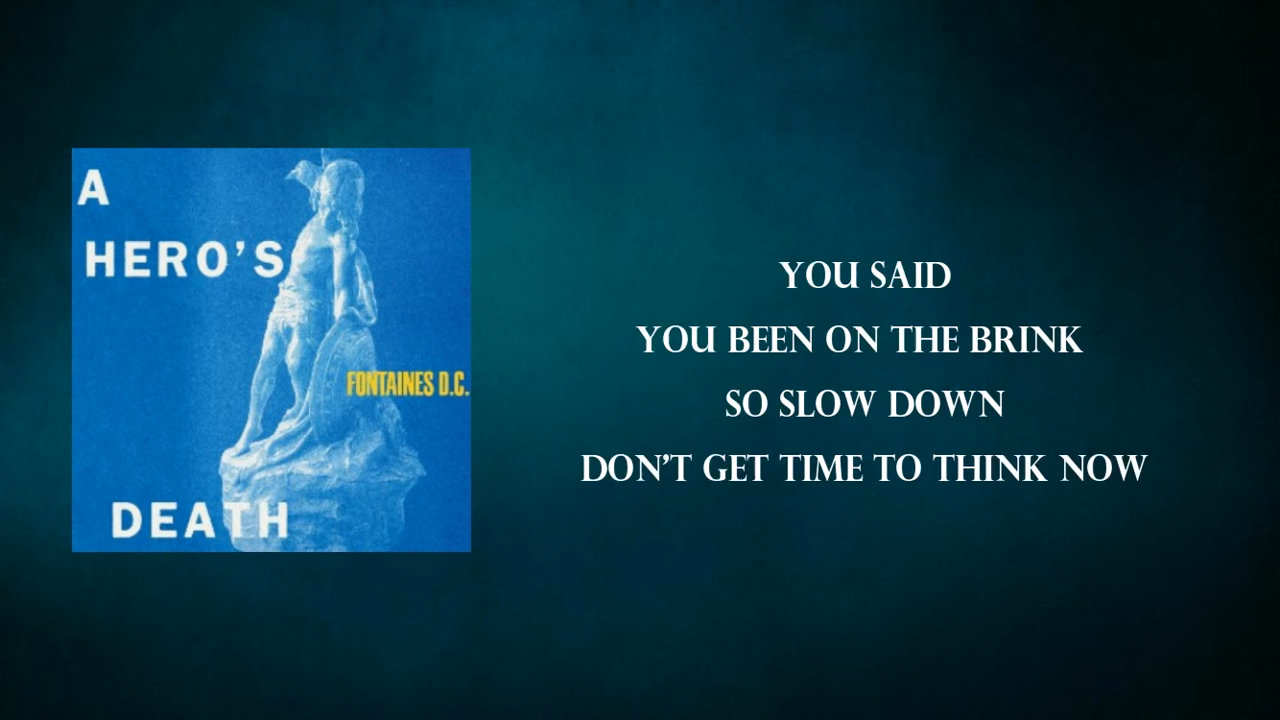 A
HERO'S
FONTAINES D.C.
DEATH
YOU SAID
YOU BEEN ON THE BRINK
SO SLOW DOWN
DON'T GET TIME TO THINK NOW